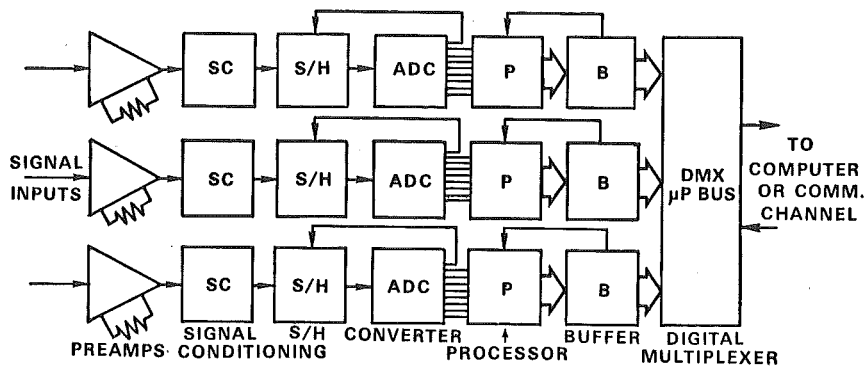 SC S/H ADC P B
SIGNAL INPUTS
SC S/H ADC P B
DMX
µP BUS
TO
COMPUTER
OR COMM.
CHANNEL
SC S/H ADC P B
PREAMPS
SIGNAL CONDITIONING
S/H
CONVERTER
PROCESSOR
BUFFER
DIGITAL
MULTIPLEXER